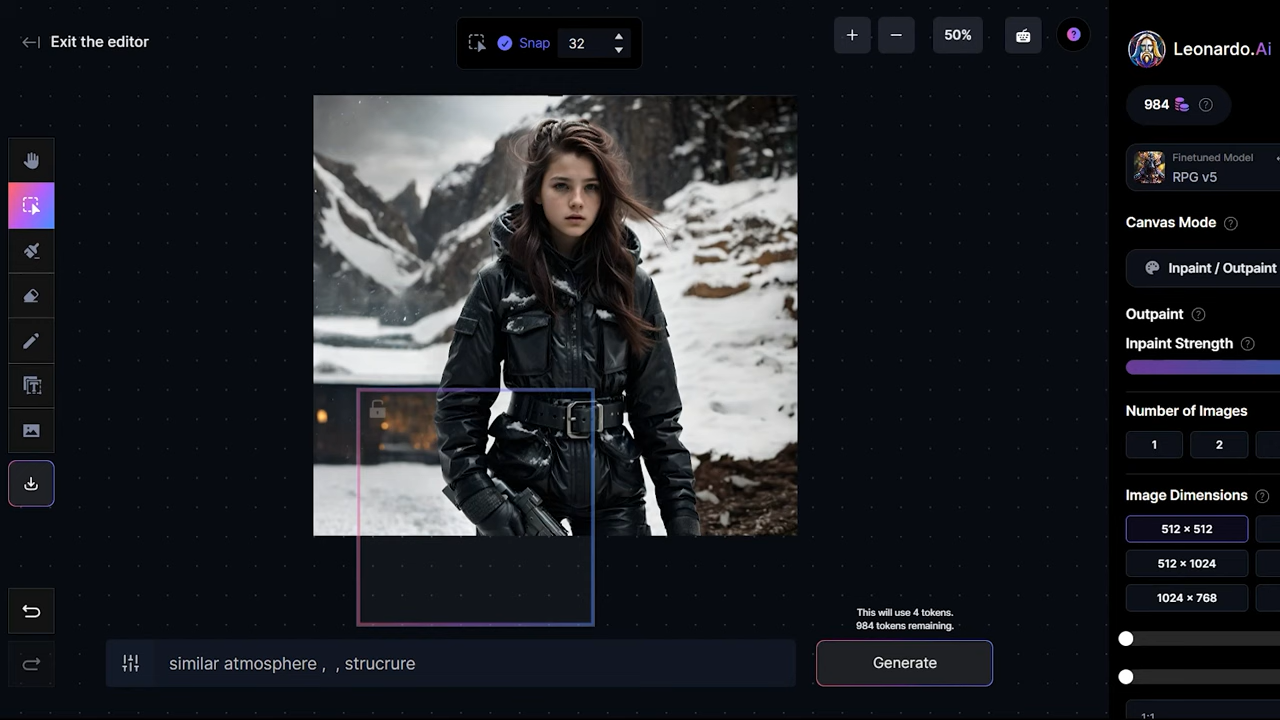 Exit the editor
Snap 32
50%
Leonardo.Ai
984
Finetuned Model
RPG v5
Canvas Mode
Inpaint / Outpaint
Outpaint
Inpaint Strength
Number of Images
1 2
Image Dimensions
512 × 512
512 × 1024
1024 × 768
This will use 4 tokens.
984 tokens remaining.
similar atmosphere , , strucrure
Generate
1:1